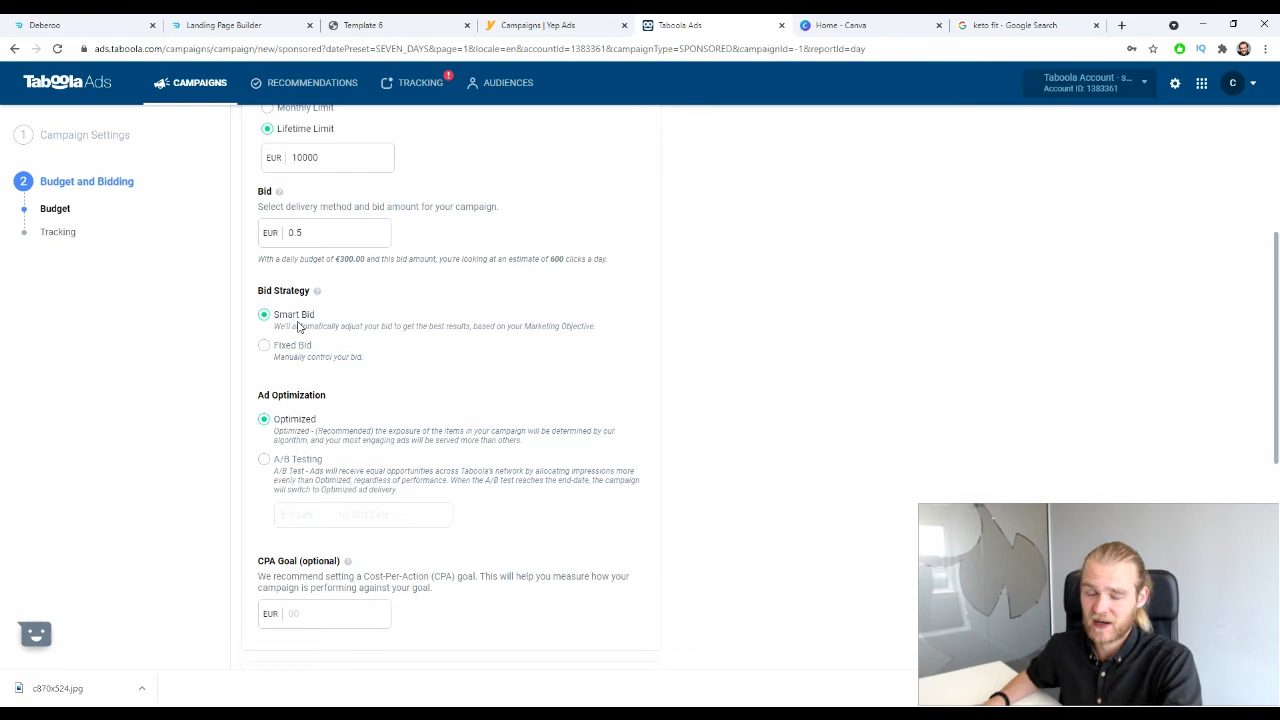 Deberoo
Landing Page Builder
Template 6
Campaigns | Yep Ads
Taboola Ads
Home - Canva
keto fit - Google Search
ads.taboola.com/campaigns/campaign/new/sponsored?datePreset=SEVEN_DAYS&page=1&locale=en&accountId=1383361&campaignType=SPONSORED&campaignId=-1&reportId=day
Taboola Ads
CAMPAIGNS
RECOMMENDATIONS
TRACKING
AUDIENCES
Taboola Account - s...
Account ID: 1383361
C
1 Campaign Settings
2 Budget and Bidding
Budget
Tracking
Monthly Limit
Lifetime Limit
EUR 10000
Bid
Select delivery method and bid amount for your campaign.
EUR 0.5
With a daily budget of €300.00 and this bid amount, you're looking at an estimate of 600 clicks a day.
Bid Strategy
Smart Bid
We'll automatically adjust your bid to get the best results, based on your Marketing Objective.
Fixed Bid
Manually control your bid.
Ad Optimization
Optimized
Optimized - (Recommended) the exposure of the items in your campaign will be determined by our
algorithm, and your most engaging ads will be served more than others.
A/B Testing
A/B Test - Ads will receive equal opportunities across Taboola's network by allocating impressions more
evenly than Optimized, regardless of performance. When the A/B test reaches the end-date, the campaign
will switch to Optimized ad delivery.
End Date No End Date
CPA Goal (optional)
We recommend setting a Cost-Per-Action (CPA) goal. This will help you measure how your
campaign is performing against your goal.
EUR 00
c870x524.jpg